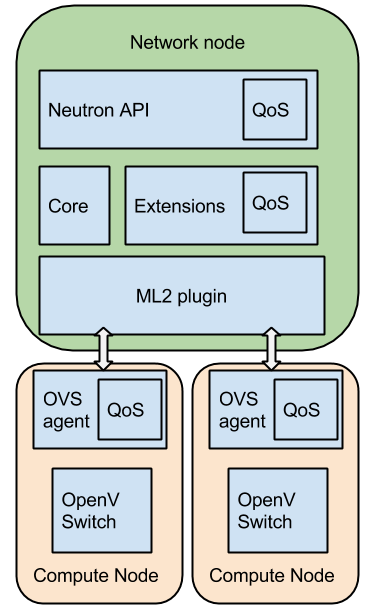 Network node
Neutron API
QoS
Core
Extensions
QoS
ML2 plugin
OVS
agent
QoS
OpenV
Switch
Compute Node
OVS
agent
QoS
OpenV
Switch
Compute Node